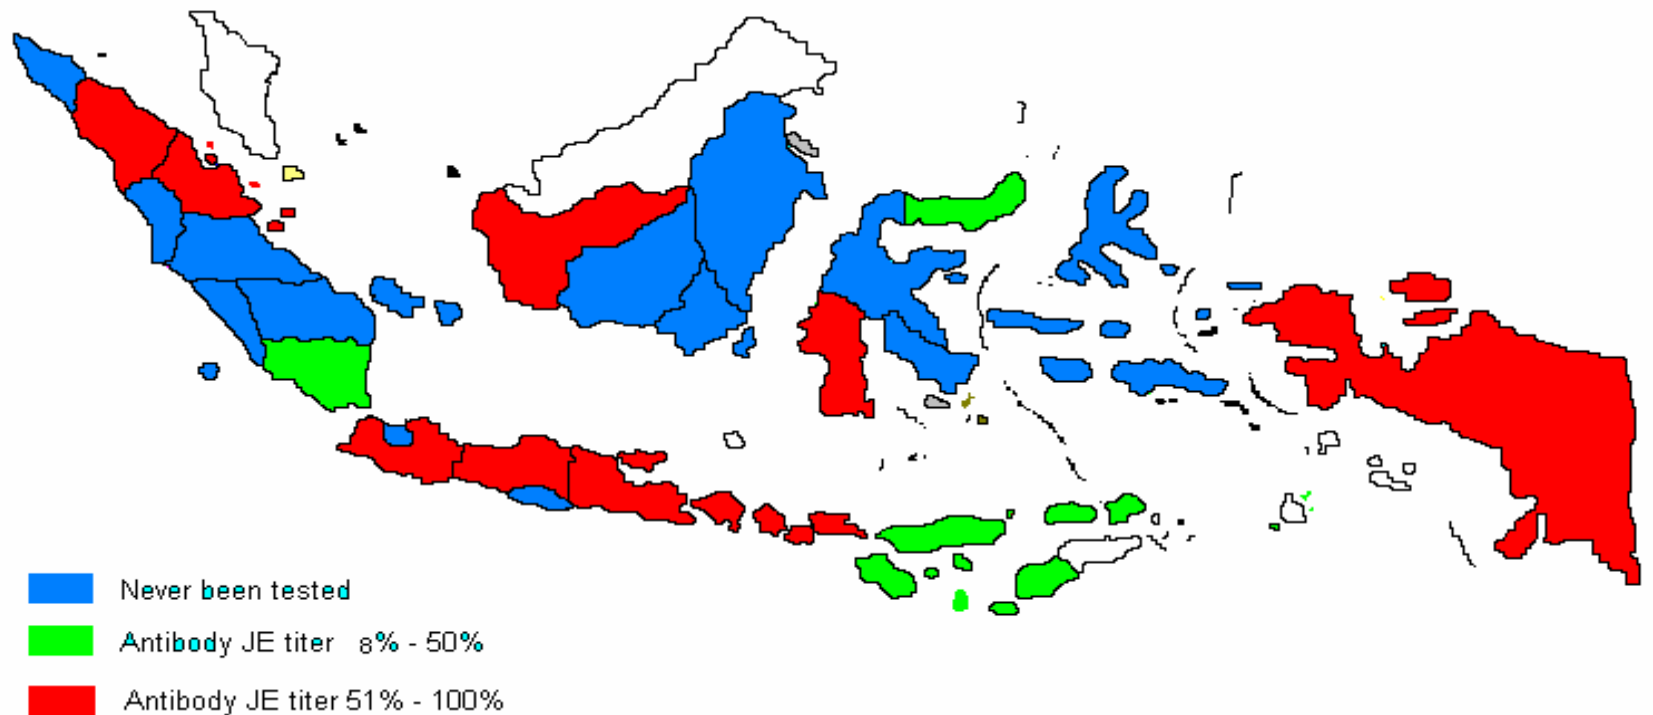 Never been tested
Antibody JE titer 8% - 50%
Antibody JE titer 51% - 100%